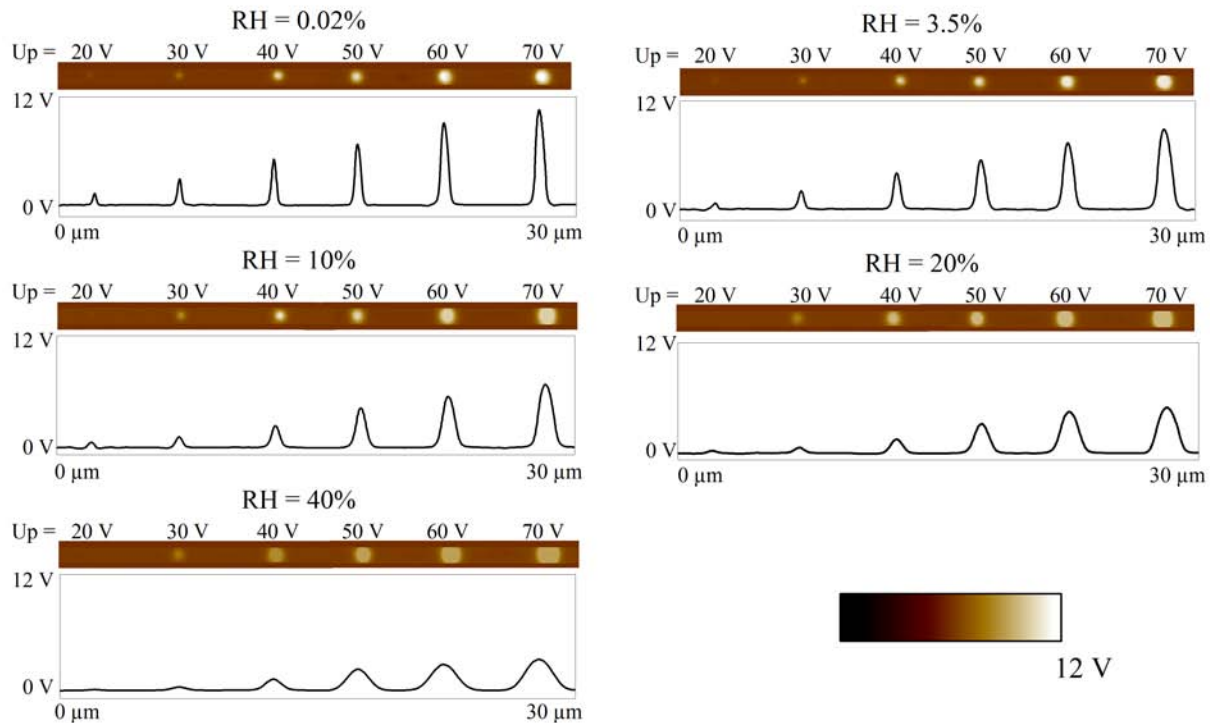 RH = 0.02%
Up = 20 V 30 V 40 V 50 V 60 V 70 V
12 V
0 V
0 µm 30 µm
RH = 3.5%
Up = 20 V 30 V 40 V 50 V 60 V 70 V
12 V
0 V
0 µm 30 µm
RH = 10%
Up = 20 V 30 V 40 V 50 V 60 V 70 V
12 V
0 V
0 µm 30 µm
RH = 20%
Up = 20 V 30 V 40 V 50 V 60 V 70 V
12 V
0 V
0 µm 30 µm
RH = 40%
Up = 20 V 30 V 40 V 50 V 60 V 70 V
12 V
0 V
0 µm 30 µm
12 V